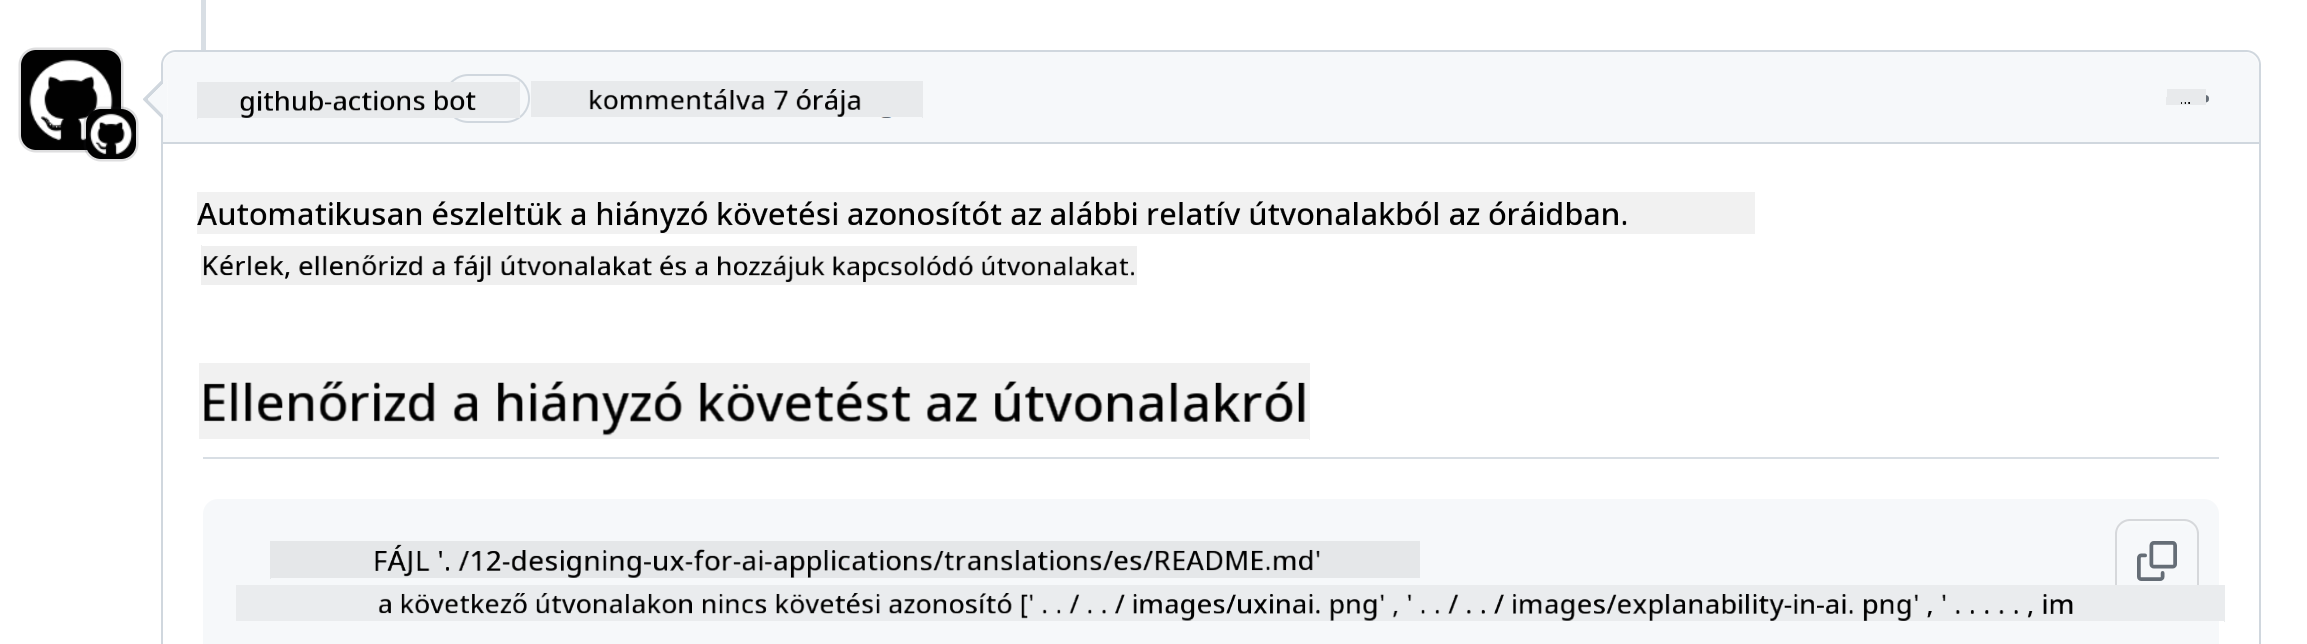 github-actions bot kommentálva 7 órája ...
Automatikusan észleltük a hiányzó követési azonosítót az alábbi relatív útvonalakból az óráidban.
Kérlek, ellenőrizd a fájl útvonalakat és a hozzájuk kapcsolódó útvonalakat.
Ellenőrizd a hiányzó követést az útvonalakról
FÁJL '. /12-designing-ux-for-ai-applications/translations/es/README.md'
a következő útvonalakon nincs követési azonosító [' . . / . . / images/uxinai. png' , ' . . / . . / images/explanability-in-ai. png' , ' . . . . . , im